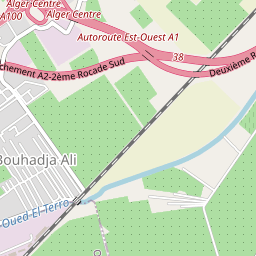 Alger Centre
A100
Alger Centre
Autoroute Est-Ouest A1
38
chement A2-2ème Rocade Sud
Deuxième R
Bouhadja Ali
Oued El Terro